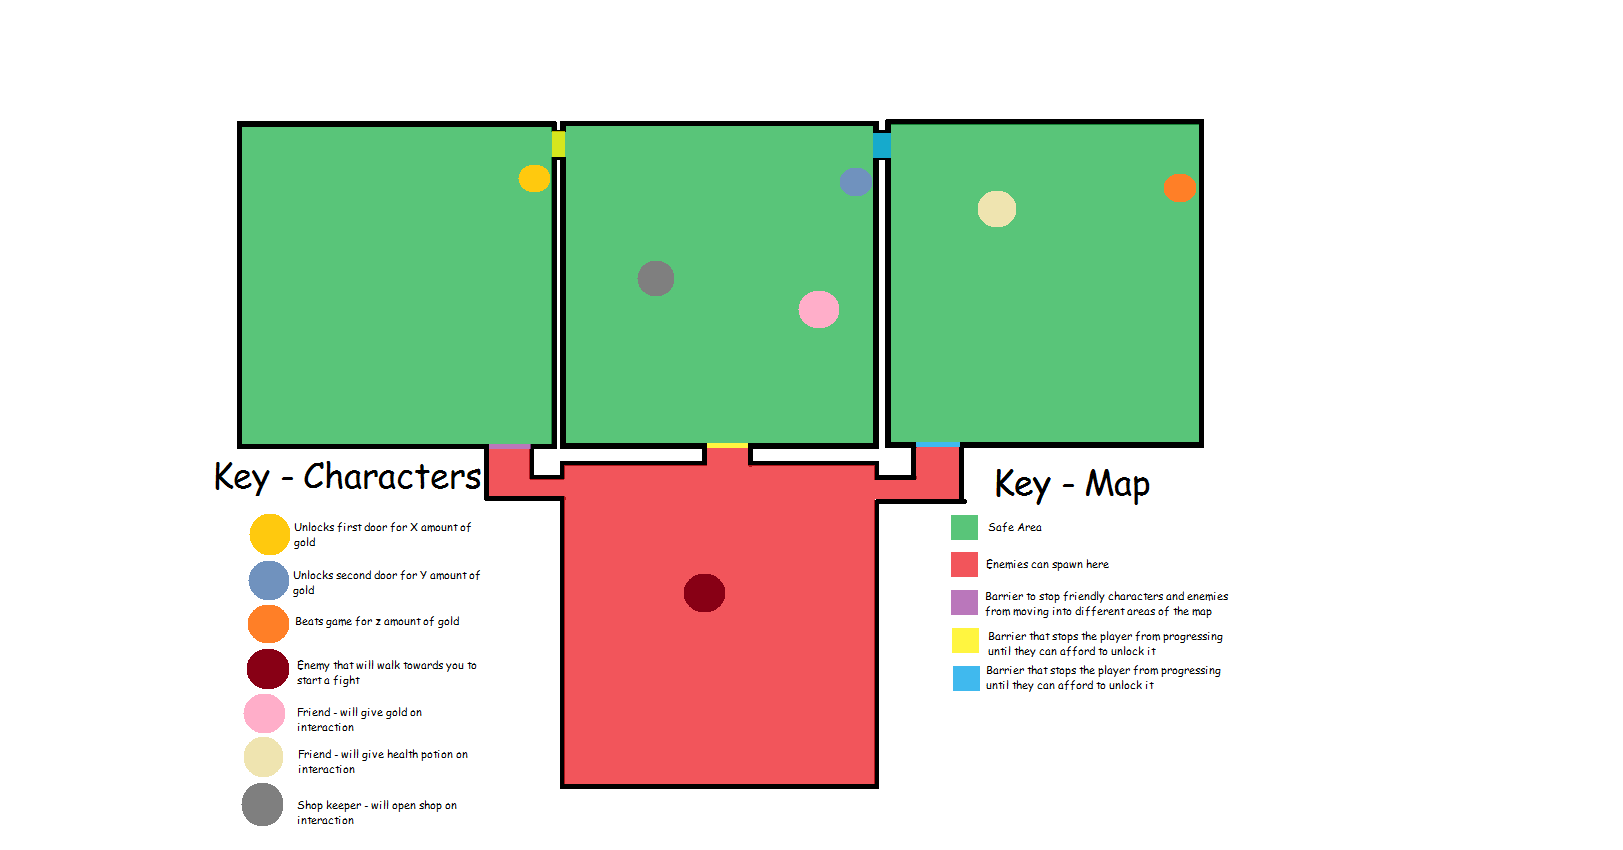 Key - Characters
Unlocks first door for X amount of
gold
Unlocks second door for Y amount of
gold
Beats game for z amount of gold
Enemy that will walk towards you to
start a fight
Friend - will give gold on
interaction
Friend - will give health potion on
interaction
Shop keeper - will open shop on
interaction
Key - Map
Safe Area
Enemies can spawn here
Barrier to stop friendly characters and enemies
from moving into different areas of the map
Barrier that stops the player from progressing
until they can afford to unlock it
Barrier that stops the player from progressing
until they can afford to unlock it